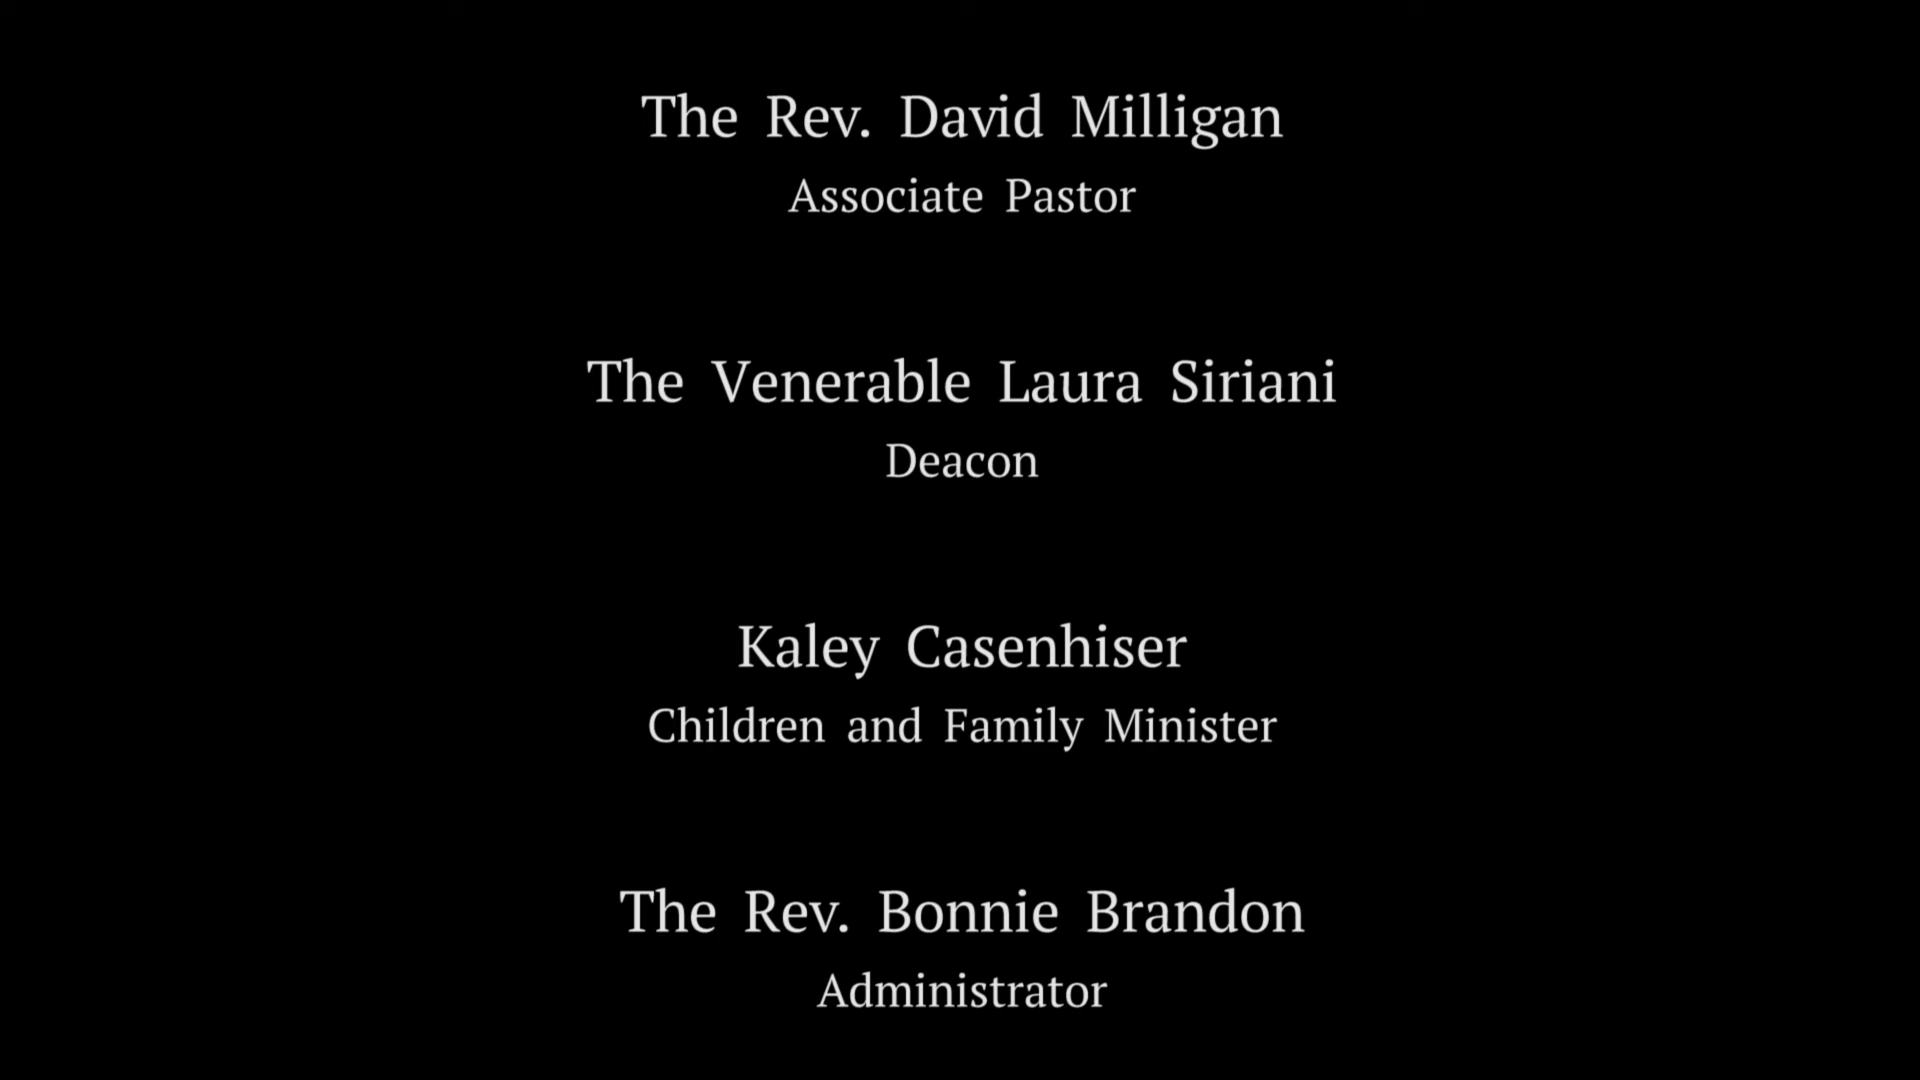 The Rev. David Milligan
Associate Pastor
The Venerable Laura Siriani
Deacon
Kaley Casenhiser
Children and Family Minister
The Rev. Bonnie Brandon
Administrator